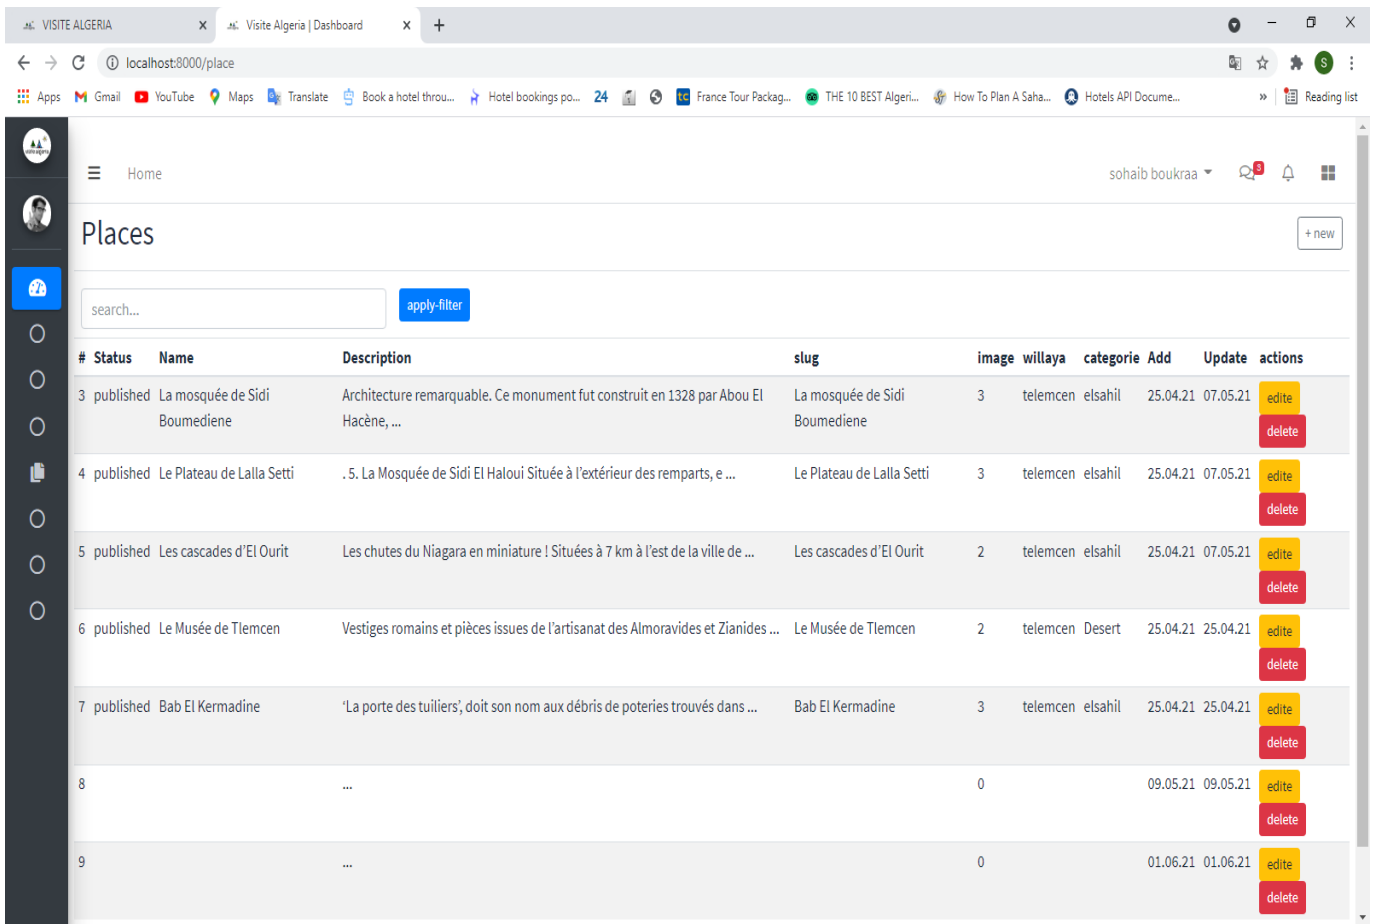 VISITE ALGERIA
Visite Algeria | Dashboard
localhost:8000/place
S
Apps Gmail YouTube Maps Translate Book a hotel throu... Hotel bookings po... 24 tc France Tour Packag... THE 10 BEST Algeri... How To Plan A Saha... Hotels API Docume... » Reading list
Home sohaib boukraa 3
Places + new
search... apply-filter
# Status Name Description slug image willaya categorie Add Update actions
3 published La mosquée de Sidi Architecture remarquable. Ce monument fut construit en 1328 par Abou El La mosquée de Sidi 3 telemcen elsahil 25.04.21 07.05.21 edite
Boumediene Hacène, ... Boumediene delete
4 published Le Plateau de Lalla Setti . 5. La Mosquée de Sidi El Haloui Située à l’extérieur des remparts, e ... Le Plateau de Lalla Setti 3 telemcen elsahil 25.04.21 07.05.21 edite
delete
5 published Les cascades d’El Ourit Les chutes du Niagara en miniature ! Situées à 7 km à l’est de la ville de ... Les cascades d’El Ourit 2 telemcen elsahil 25.04.21 07.05.21 edite
delete
6 published Le Musée de Tlemcen Vestiges romains et pièces issues de l’artisanat des Almoravides et Zianides ... Le Musée de Tlemcen 2 telemcen Desert 25.04.21 25.04.21 edite
delete
7 published Bab El Kermadine ‘La porte des tuiliers’, doit son nom aux débris de poteries trouvés dans ... Bab El Kermadine 3 telemcen elsahil 25.04.21 25.04.21 edite
delete
8 ... 0 09.05.21 09.05.21 edite
delete
9 ... 0 01.06.21 01.06.21 edite
delete